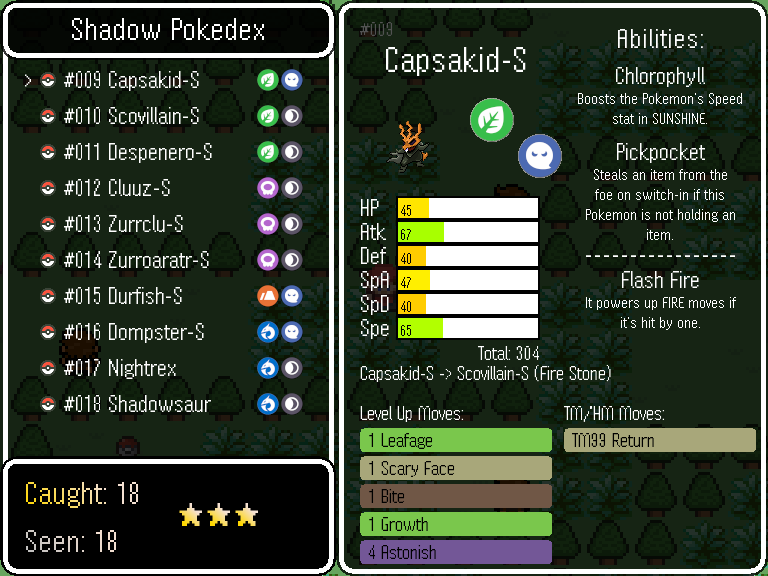 Shadow Pokedex
> #009 Capsakid-S
#010 Scovillain-S
#011 Despenero-S
#012 Cluuz-S
#013 Zurrclu-S
#014 Zurroaratr-S
#015 Durfish-S
#016 Dompster-S
#017 Nightrex
#018 Shadowsaur
Caught: 18
Seen: 18
#009
Capsakid-S
HP 45
Atk 67
Def 40
SpA 47
SpD 40
Spe 65
Total: 304
Capsakid-S -> Scovillain-S (Fire Stone)
Level Up Moves:
1 Leafage
1 Scary Face
1 Bite
1 Growth
4 Astonish
TM/HM Moves:
TM99 Return
Abilities:
Chlorophyll
Boosts the Pokemon's Speed
stat in SUNSHINE.
Pickpocket
Steals an item from the
foe on switch-in if this
Pokemon is not holding an
item.
Flash Fire
It powers up FIRE moves if
it's hit by one.